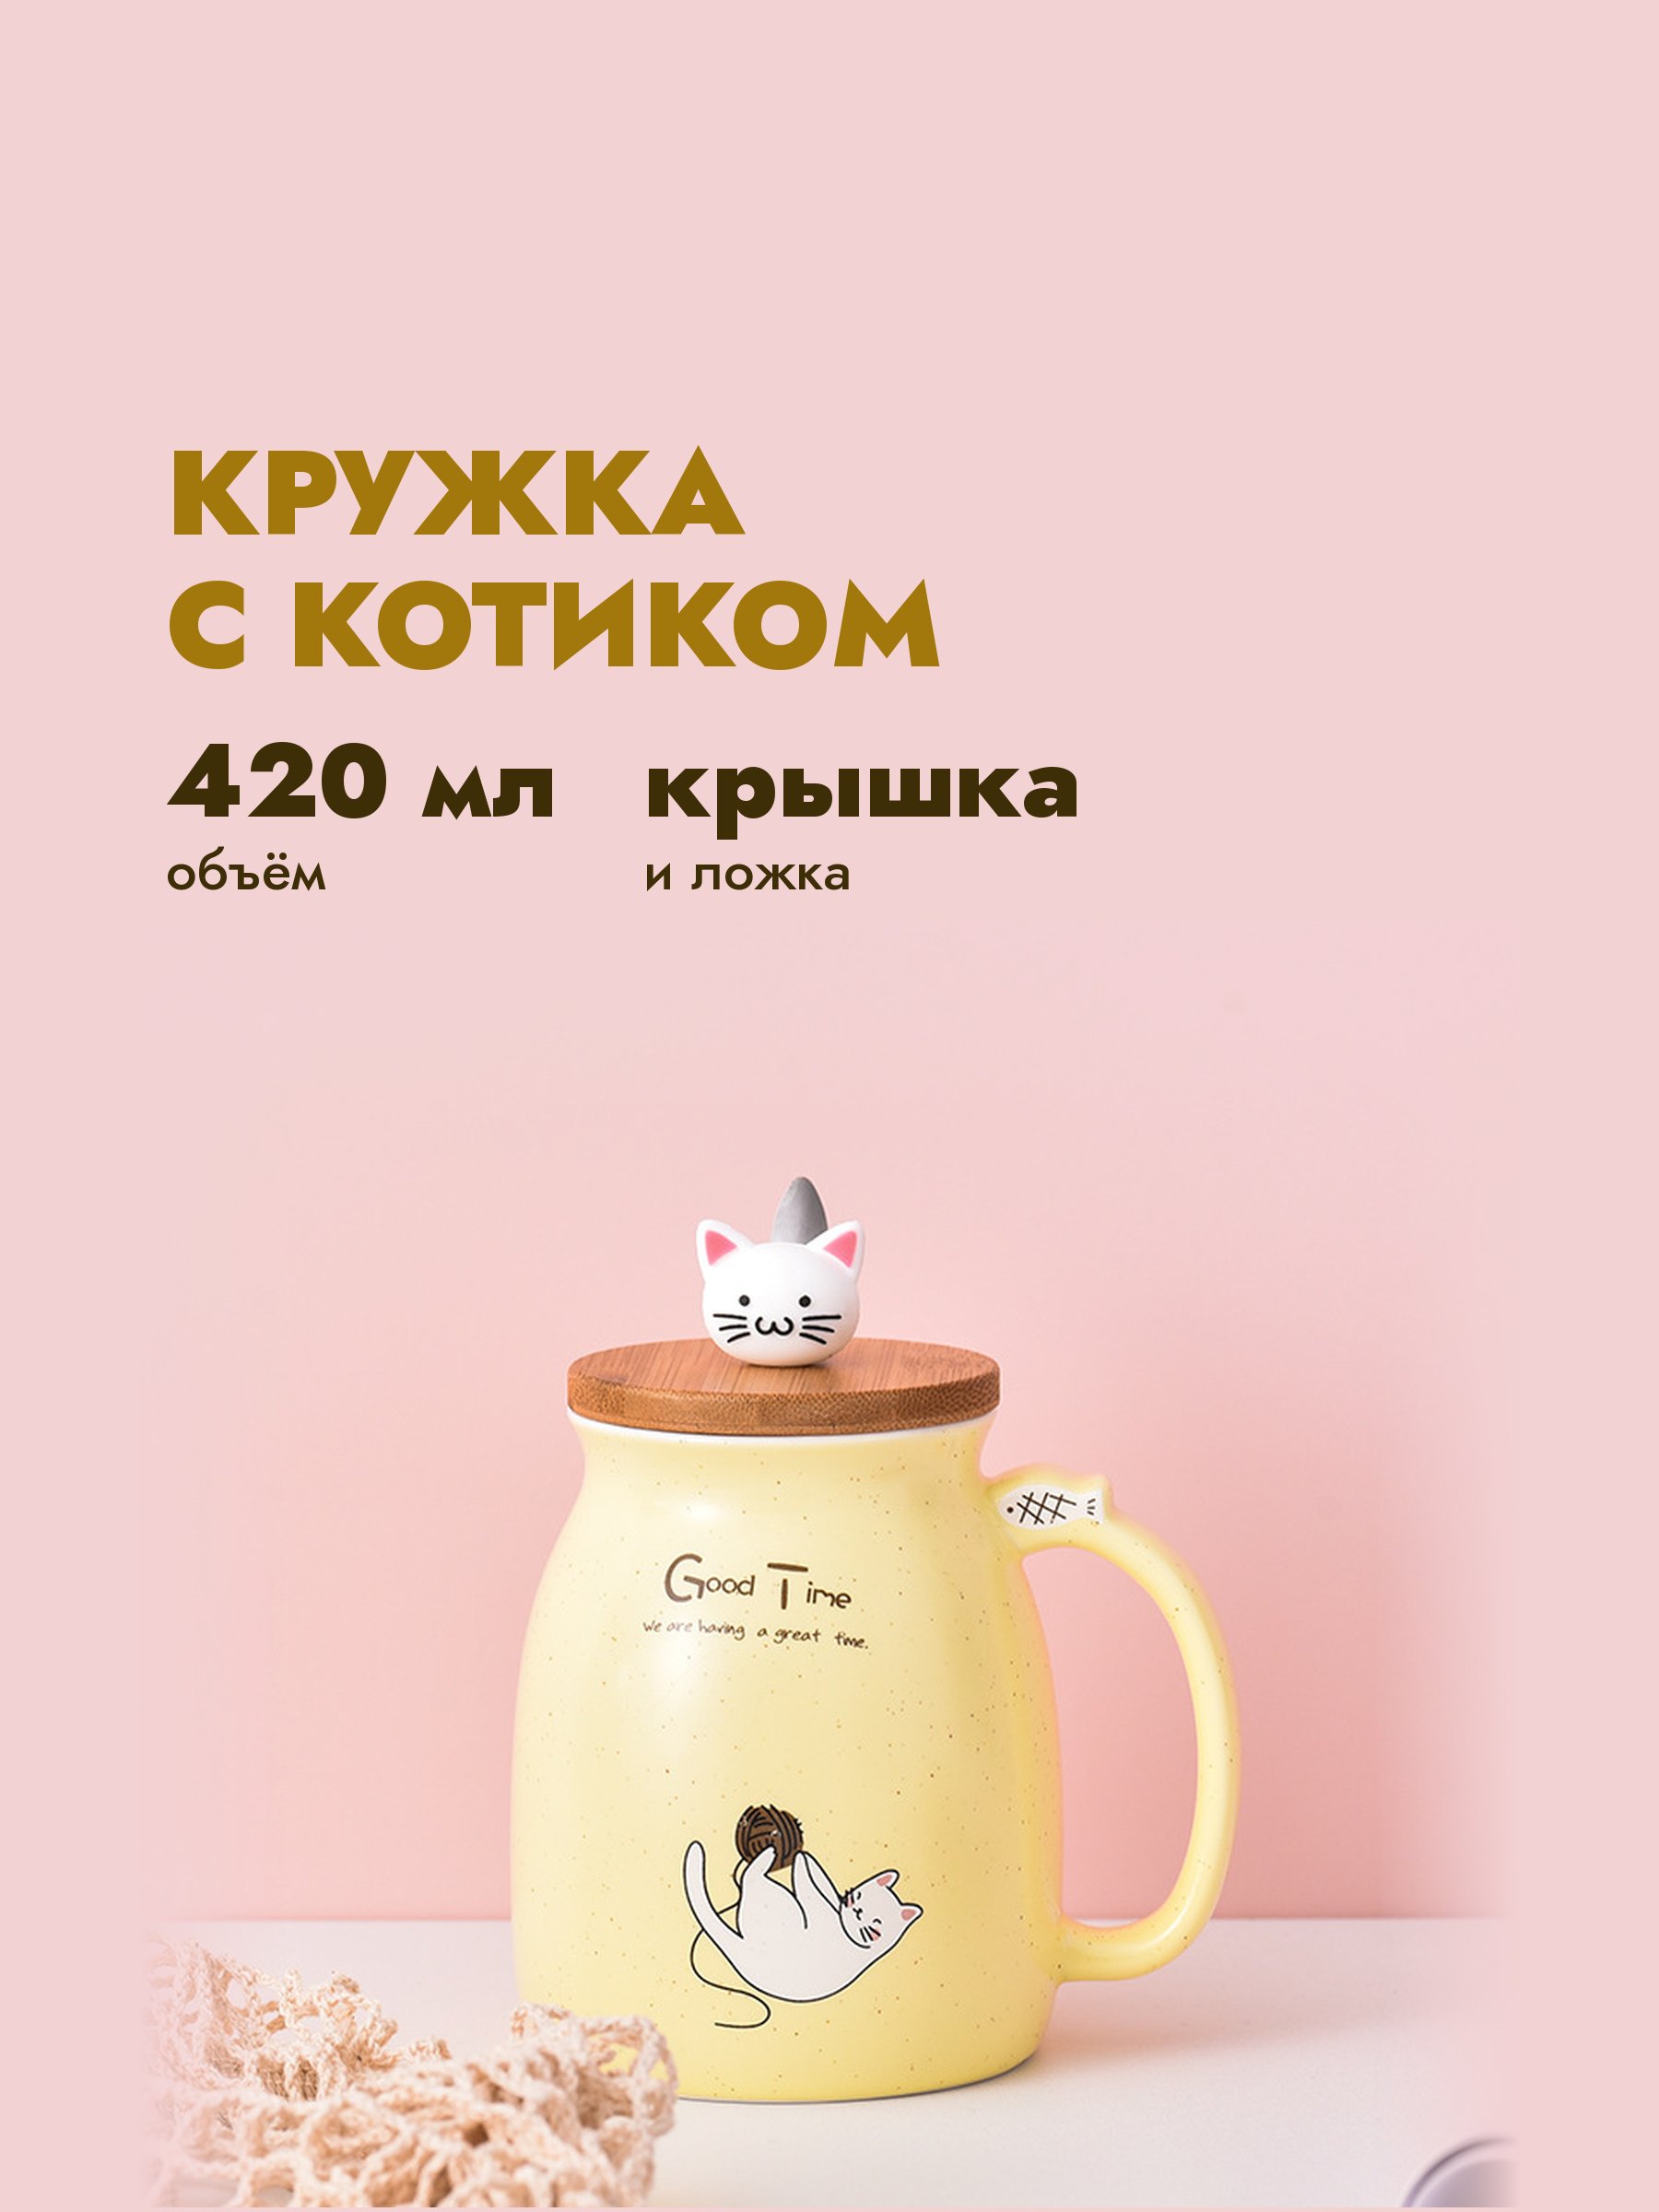 КРУЖКА
С КОТИКОМ
420 мл крышка
объём и ложка
Good Time
we are having a great time.